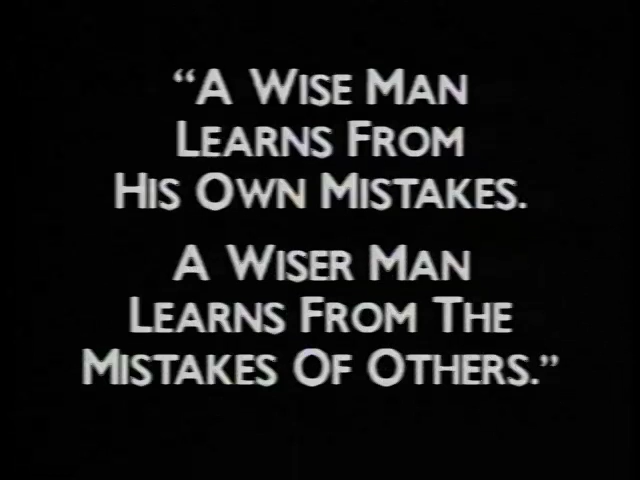 “A WISE MAN
LEARNS FROM
HIS OWN MISTAKES.
A WISER MAN
LEARNS FROM THE
MISTAKES OF OTHERS.”